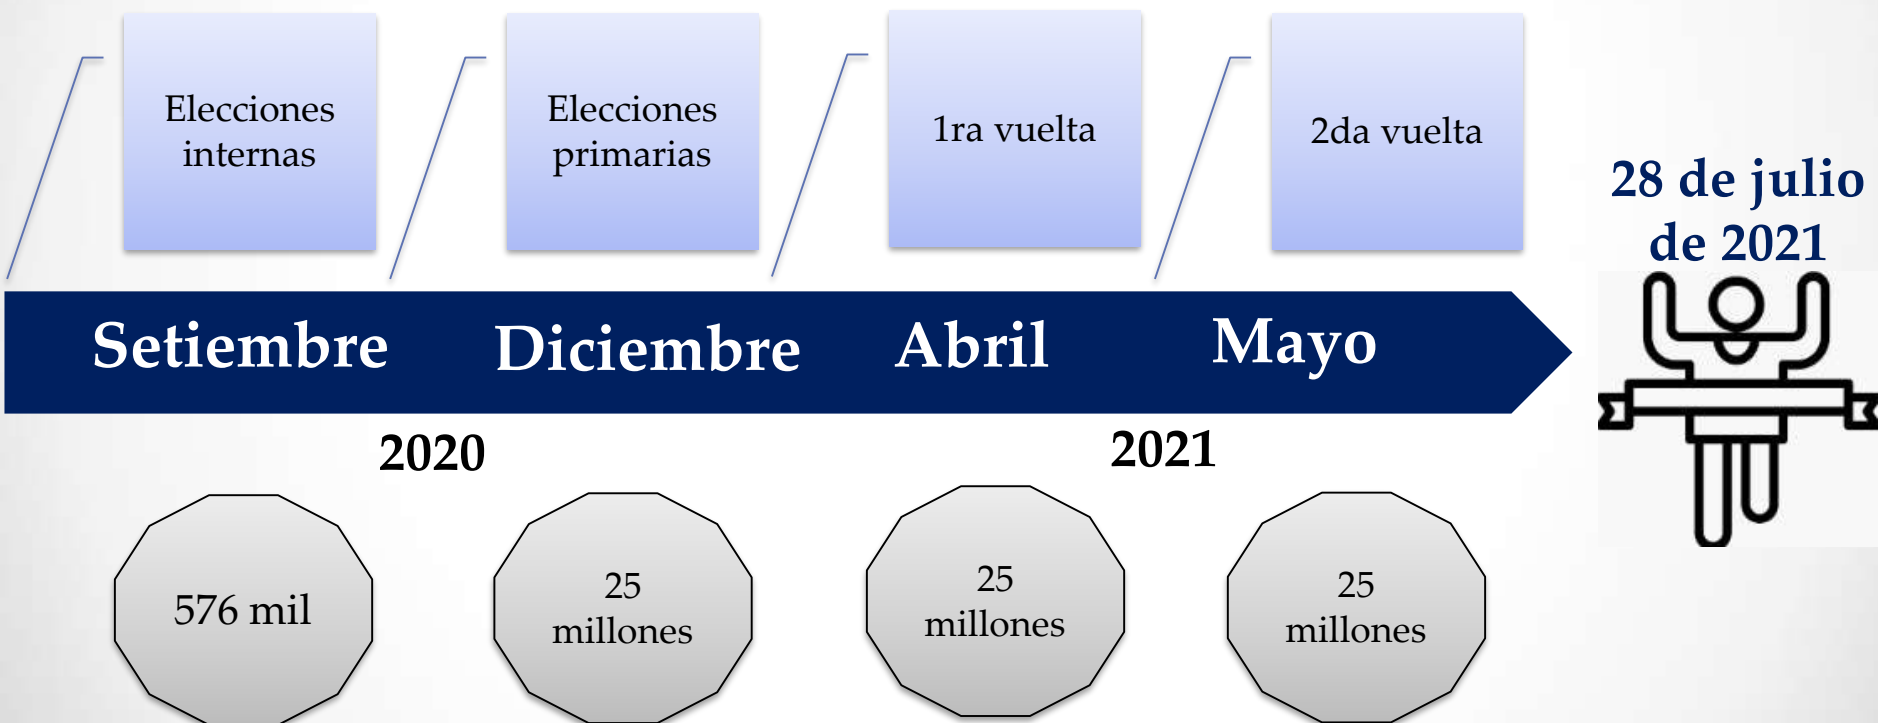 Elecciones
internas
Elecciones
primarias
1ra vuelta
2da vuelta
28 de julio
de 2021
Setiembre
Diciembre
Abril
Mayo
2020
2021
576 mil
25
millones
25
millones
25
millones